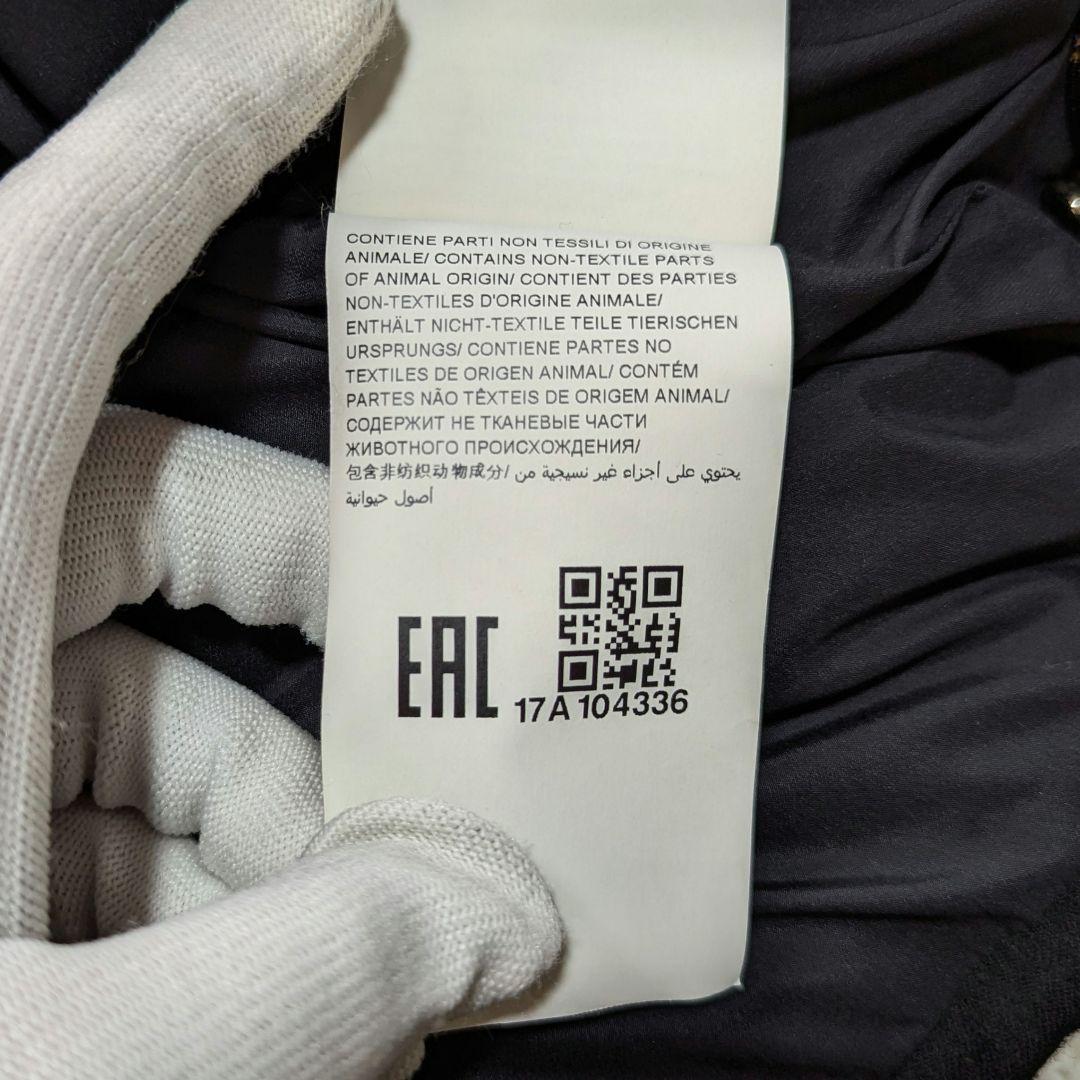 CONTIENE PARTI NON TESSILI DI ORIGINE
ANIMALE/ CONTAINS NON-TEXTILE PARTS
OF ANIMAL ORIGIN/ CONTIENT DES PARTIES
NON-TEXTILES D'ORIGINE ANIMALE/
ENTHÄLT NICHT-TEXTILE TEILE TIERISCHEN
URSPRUNGS/ CONTIENE PARTES NO
TEXTILES DE ORIGEN ANIMAL/ CONTÉM
PARTES NÃO TÊXTEIS DE ORIGEM ANIMAL/
СОДЕРЖИТ НЕ ТКАНЕВЫЕ ЧАСТИ
ЖИВОТНОГО ПРОИСХОЖДЕНИЯ/
包含非纺织动物成分/ يحتوي على أجزاء غير نسيجية من
أصول حيوانية
EAC
17A104336